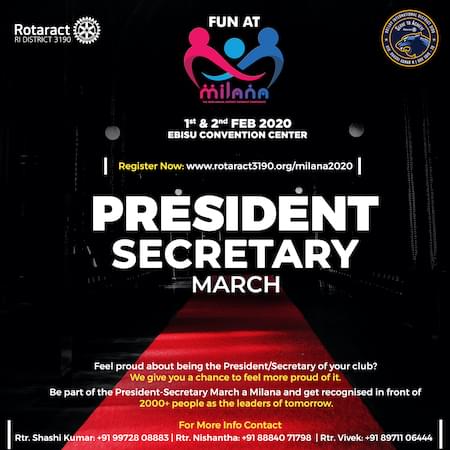 Rotaract
RI DISTRICT 3190
FUN AT
milana
1st & 2nd FEB 2020
EBISU CONVENTION CENTER
Register Now: www.rotaract3190.org/milana2020
PRESIDENT
SECRETARY
MARCH
Feel proud about being the President/Secretary of your club?
We give you a chance to feel more proud of it.
Be part of the President-Secretary March a Milana and get recognised in front of
2000+ people as the leaders of tomorrow.
For More Info Contact
| Rtr. Shashi Kumar: +91 99728 08883 | Rtr. Nishantha: +91 88840 71798 | Rtr. Vivek: +91 89711 06444 |